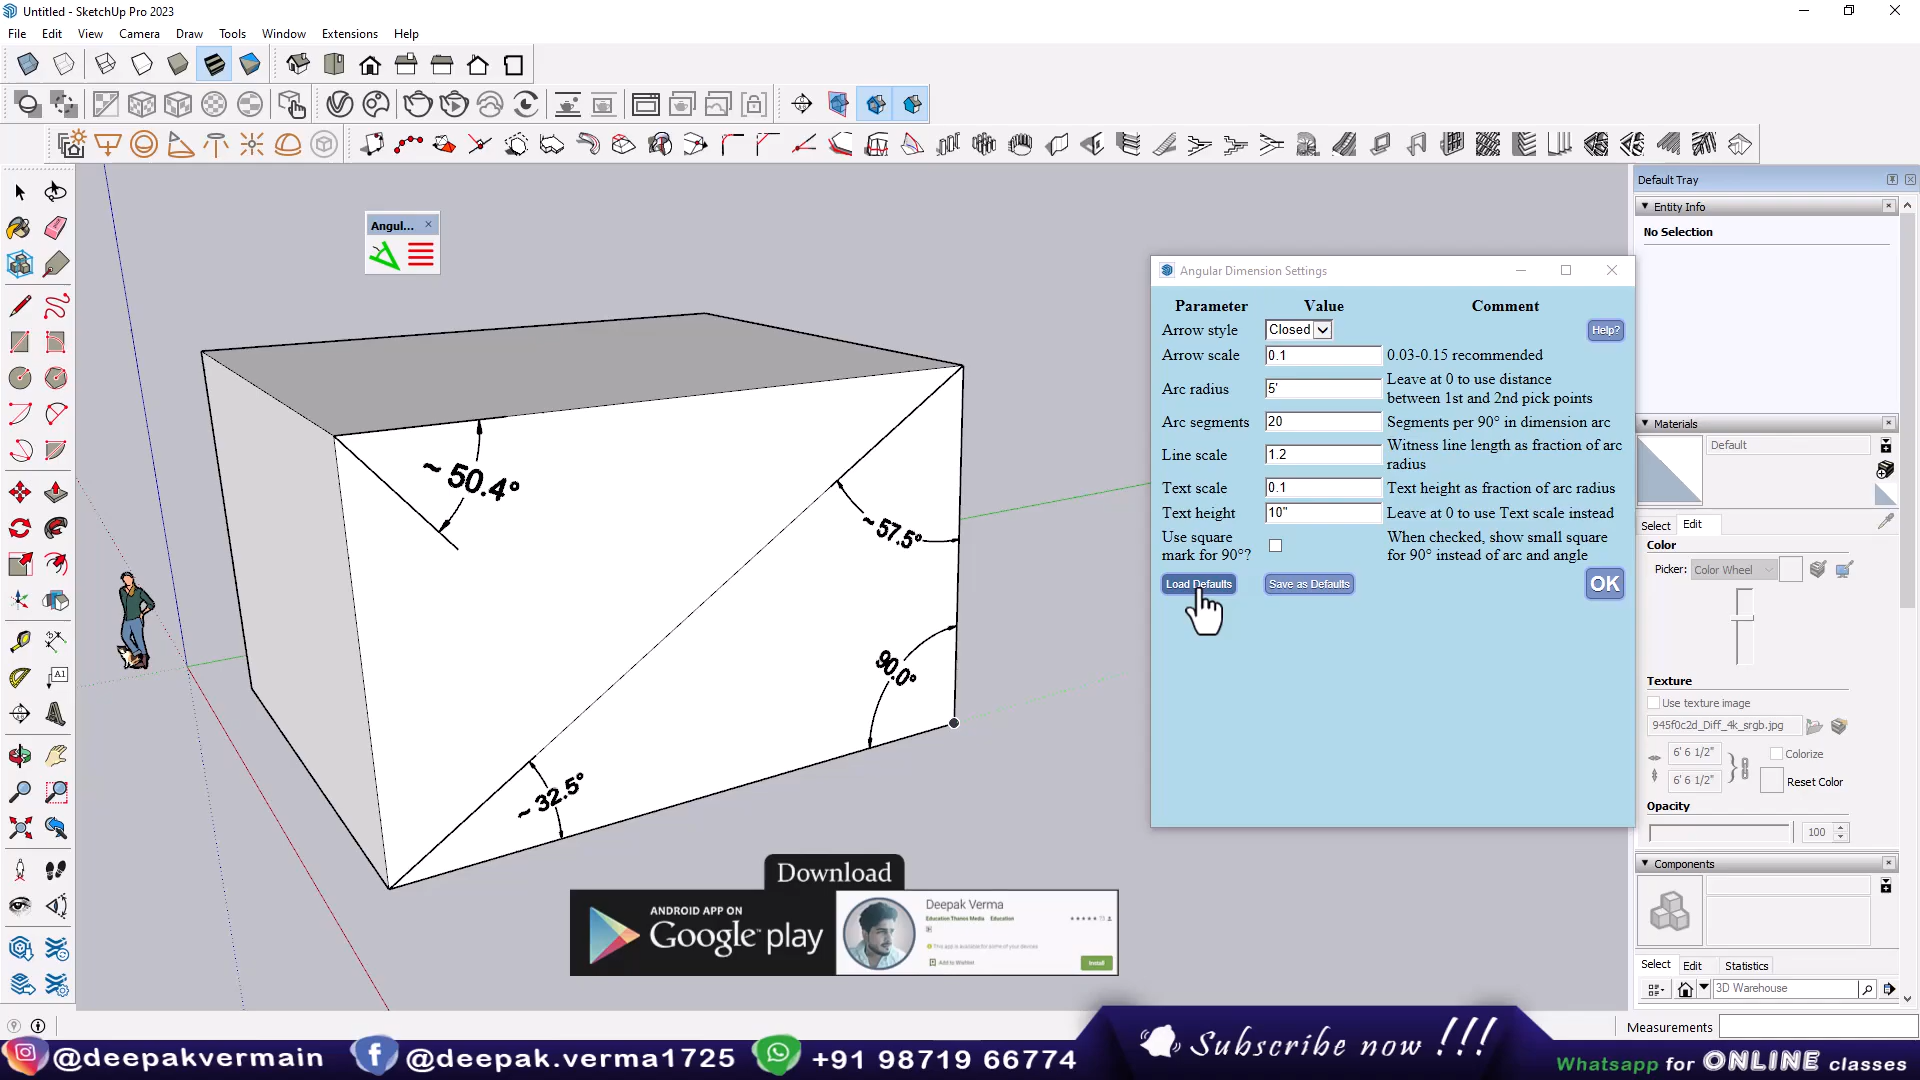 Untitled - SketchUp Pro 2023
File Edit View Camera Draw Tools Window Extensions Help
Default Tray
Entity Info
No Selection
Angul...
Angular Dimension Settings
Parameter Value Comment
Arrow style Closed Help?
Arrow scale 0.1 0.03-0.15 recommended
Arc radius 5' Leave at 0 to use distance between 1st and 2nd pick points
Arc segments 20 Segments per 90° in dimension arc
Line scale 1.2 Witness line length as fraction of arc radius
Text scale 0.1 Text height as fraction of arc radius
Text height 10" Leave at 0 to use Text scale instead
Use square mark for 90°? When checked, show small square for 90° instead of arc and angle
Load Defaults Save as Defaults OK
~ 50.4°
~ 57.5°
90.0°
~ 32.5°
A1
Materials
Default
Select Edit
Color
Picker: Color Wheel
Texture
Use texture image
945f0c2d_Diff_4k_srgb.jpg
6' 6 1/2" Colorize
6' 6 1/2" Reset Color
Opacity
100
Components
Select Edit Statistics
3D Warehouse
Measurements
Download
ANDROID APP ON
Google play
Deepak Verma
Education
Add to Wishlist
Install
@deepakvermain @deepak.verma1725 +91 98719 66774
Subscribe now !!!
Whatsapp for ONLINE classes